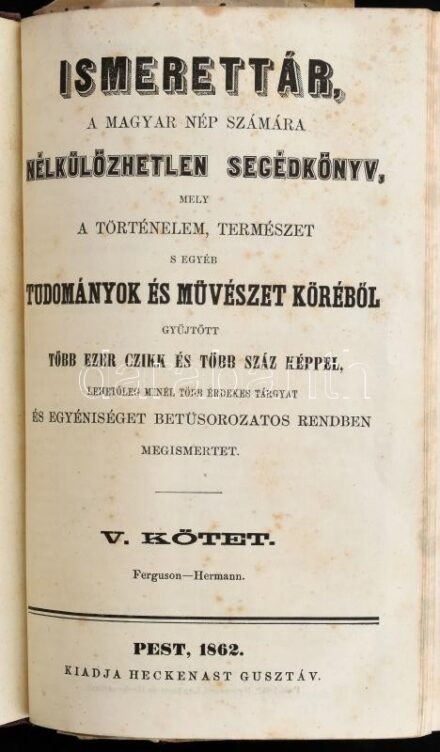 ISMERETTÁR,
A MAGYAR NÉP SZÁMÁRA
NÉLKÜLÖZHETLEN SEGÉDKÖNYV,
MELY
A TÖRTÉNELEM, TERMÉSZET
S EGYÉB
TUDOMÁNYOK ÉS MŰVÉSZET KÖRÉBŐL
GYŰJTÖTT
TÖBB EZER CZIKK ÉS TÖBB SZÁZ KÉPPEL,
LEHETŐLEG MINÉL TÖBB ÉRDEKES TÁRGYAT
ÉS EGYÉNISÉGET BETŰSOROZATOS RENDBEN
MEGISMERTET.
V. KÖTET.
Ferguson—Hermann.
PEST, 1862.
KIADJA HECKENAST GUSZTÁV.
darabanth